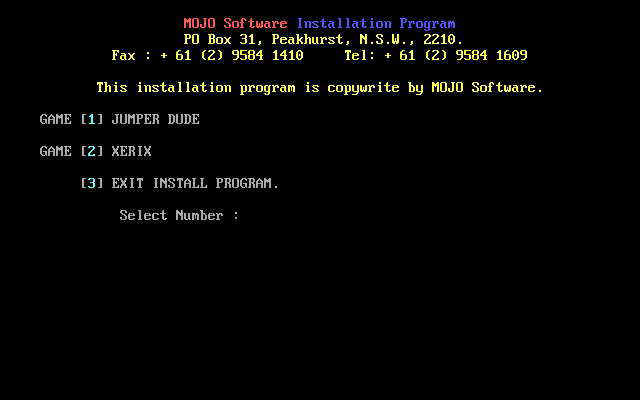 MOJO Software Installation Program
PO Box 31, Peakhurst, N.S.W., 2210.
Fax : + 61 (2) 9584 1410     Tel: + 61 (2) 9584 1609
This installation program is copywrite by MOJO Software.
GAME [1] JUMPER DUDE
GAME [2] XERIX
[3] EXIT INSTALL PROGRAM.
Select Number :